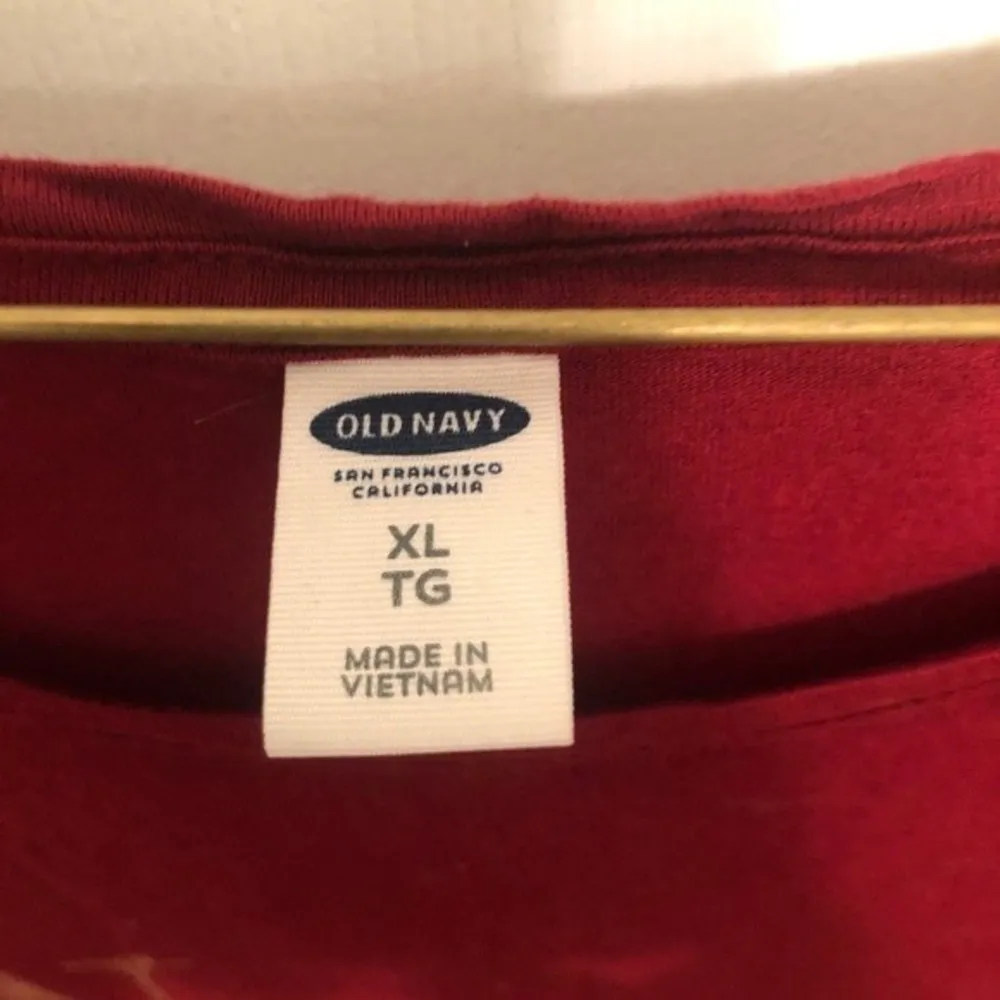 OLD NAVY
SAN FRANCISCO
CALIFORNIA
XL
TG
MADE IN
VIETNAM